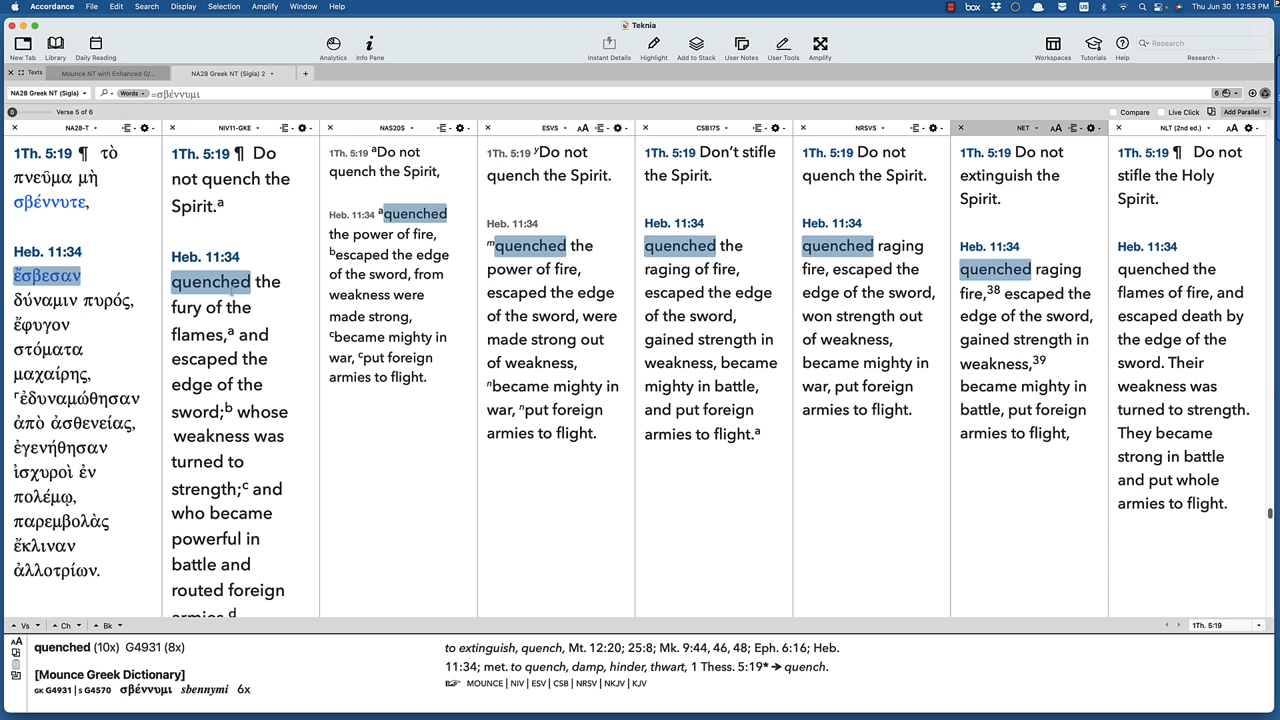 Accordance File Edit Search Display Selection Amplify Window Help box US Thu Jun 30 12:53 PM
Teknia
New Tab Library Daily Reading Analytics Info Pane Instant Details Highlight Add to Stack User Notes User Tools Amplify Workspaces Tutorials Help Search
Research
Texts Mounce NT with Enhanced G/... NA28 Greek NT (Sigla) 2 +
NA28 Greek NT (Sigla) Words =σβέννυμι 6
Verse 5 of 6 Compare Live Click Add Parallel
NA28-T
1Th. 5:19 ¶ τὸ
πνεῦμα μὴ
σβέννυτε,
Heb. 11:34
ἔσβεσαν
δύναμιν πυρός,
ἔφυγον
στόματα
μαχαίρης,
⸀ἐδυναμώθησαν
ἀπὸ ἀσθενείας,
ἐγενήθησαν
ἰσχυροὶ ἐν
πολέμῳ,
παρεμβολὰς
ἔκλιναν
ἀλλοτρίων.
NIV11-GKE
1Th. 5:19 ¶ Do
not quench the
Spirit.a
Heb. 11:34
quenched the
fury of the
flames,a and
escaped the
edge of the
sword;b whose
weakness was
turned to
strength;c and
who became
powerful in
battle and
routed foreign
armies.d
NAS20S
1Th. 5:19 aDo not
quench the Spirit,
Heb. 11:34 aquenched
the power of fire,
bescaped the edge
of the sword, from
weakness were
made strong,
cbecame mighty in
war, cput foreign
armies to flight.
ESVS
1Th. 5:19 yDo not
quench the Spirit.
Heb. 11:34
mquenched the
power of fire,
escaped the edge
of the sword, were
made strong out
of weakness,
nbecame mighty in
war, nput foreign
armies to flight.
CSB17S
1Th. 5:19 Don’t stifle
the Spirit.
Heb. 11:34
quenched the
raging of fire,
escaped the edge
of the sword,
gained strength in
weakness, became
mighty in battle,
and put foreign
armies to flight.a
NRSVS
1Th. 5:19 Do not
quench the Spirit.
Heb. 11:34
quenched raging
fire, escaped the
edge of the sword,
won strength out
of weakness,
became mighty in
war, put foreign
armies to flight.
NET
1Th. 5:19 Do not
extinguish the
Spirit.
Heb. 11:34
quenched raging
fire,38 escaped the
edge of the sword,
gained strength in
weakness,39
became mighty in
battle, put foreign
armies to flight,
NLT (2nd ed.)
1Th. 5:19 ¶ Do not
stifle the Holy
Spirit.
Heb. 11:34
quenched the
flames of fire, and
escaped death by
the edge of the
sword. Their
weakness was
turned to strength.
They became
strong in battle
and put whole
armies to flight.
Vs Ch Bk 1Th. 5:19
quenched (10x) G4931 (8x)
[Mounce Greek Dictionary]
GK G4931 | S G4570 σβέννυμι sbennymi 6x
to extinguish, quench, Mt. 12:20; 25:8; Mk. 9:44, 46, 48; Eph. 6:16; Heb.
11:34; met. to quench, damp, hinder, thwart, 1 Thess. 5:19* ➔ quench.
MOUNCE | NIV | ESV | CSB | NRSV | NKJV | KJV